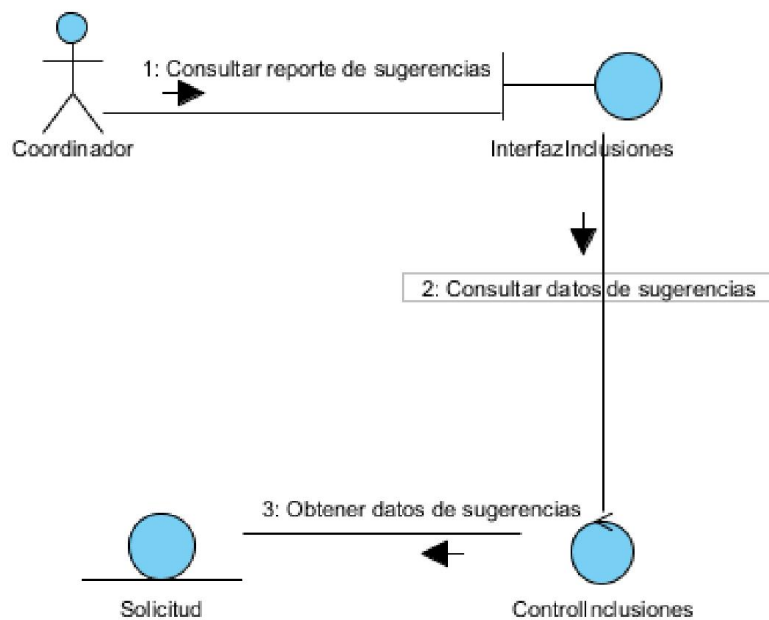 1: Consultar reporte de sugerencias
Coordinador
InterfazInclusiones
2: Consultar datos de sugerencias
3: Obtener datos de sugerencias
Solicitud
ControlInclusiones